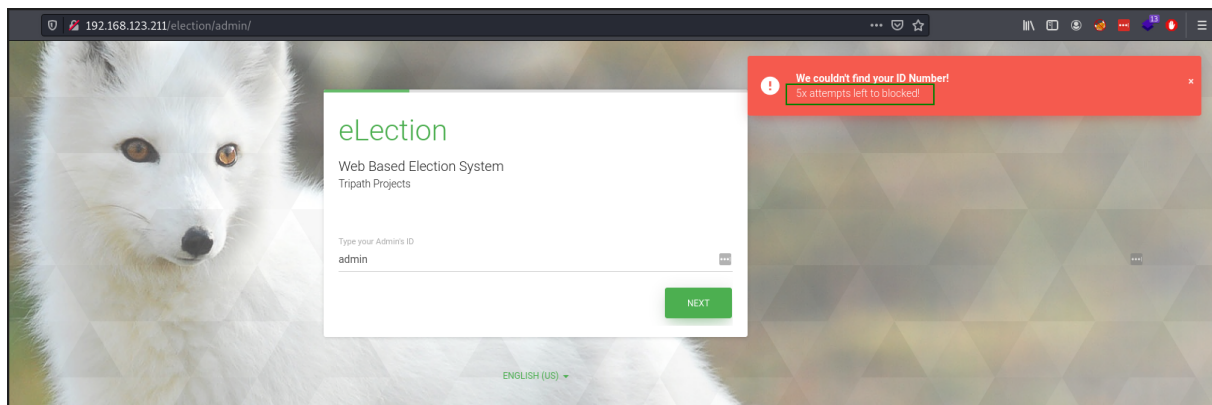 192.168.123.211/election/admin/
13
We couldn't find your ID Number!
5x attempts left to blocked!
eLection
Web Based Election System
Tripath Projects
Type your Admin's ID
admin
NEXT
ENGLISH (US)